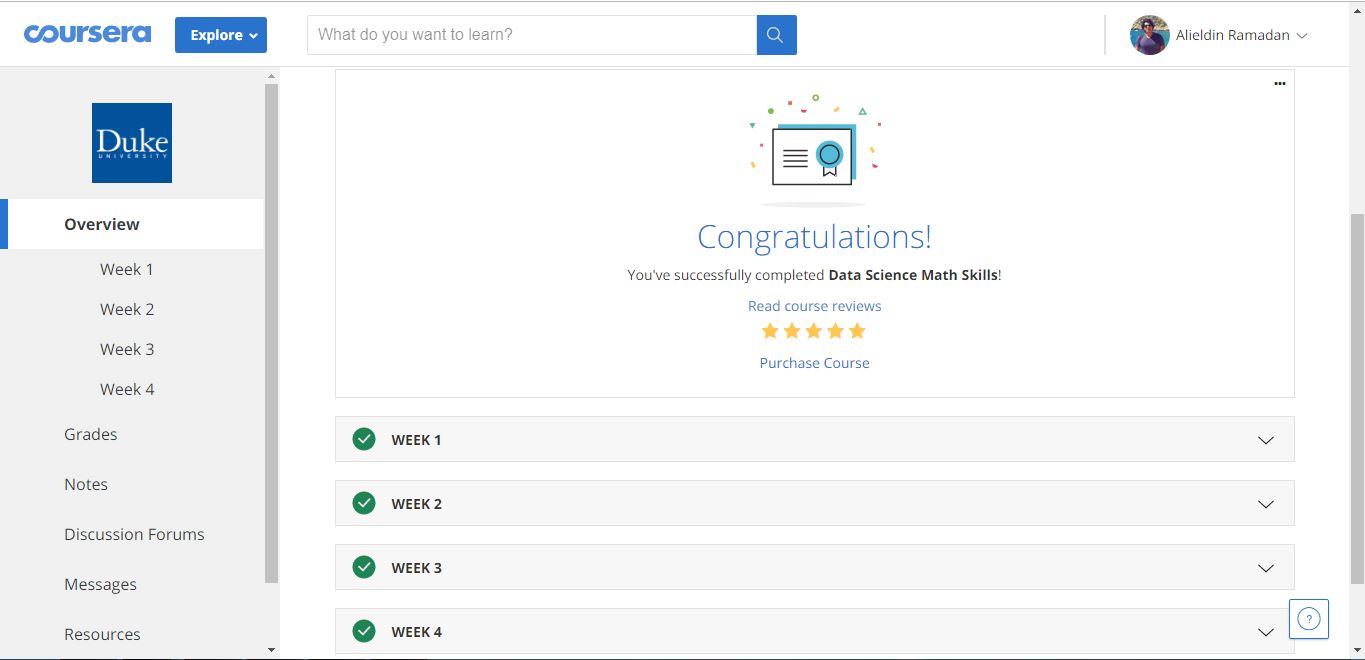 coursera
Explore
What do you want to learn?
Alieldin Ramadan
Duke
UNIVERSITY
Overview
Week 1
Week 2
Week 3
Week 4
Grades
Notes
Discussion Forums
Messages
Resources
Congratulations!
You've successfully completed Data Science Math Skills!
Read course reviews
Purchase Course
WEEK 1
WEEK 2
WEEK 3
WEEK 4
?